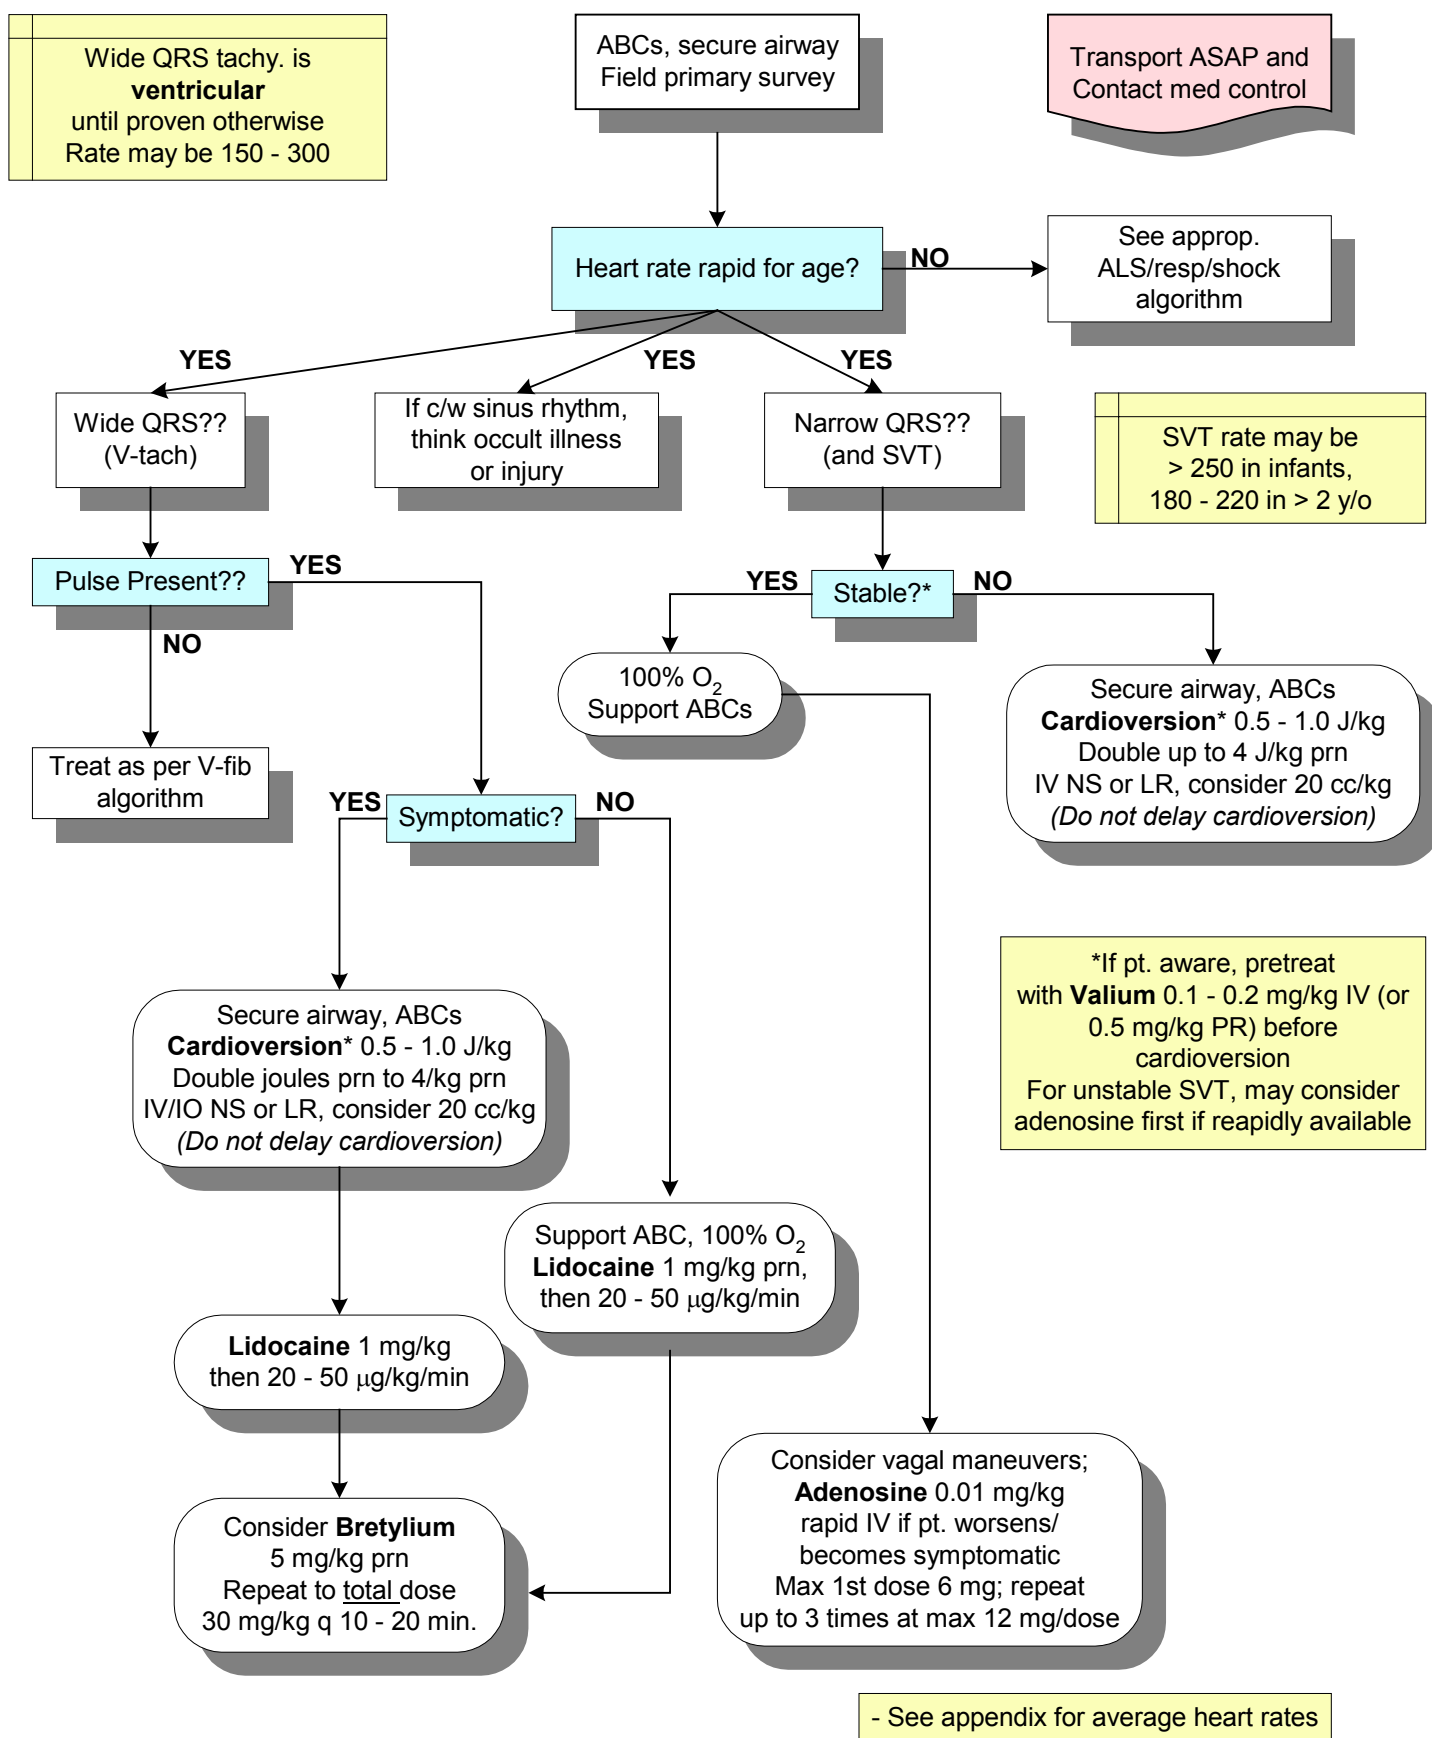 Wide QRS tachy. is
ventricular
until proven otherwise
Rate may be 150 - 300
ABCs, secure airway
Field primary survey
Transport ASAP and
Contact med control
Heart rate rapid for age?
NO
See approp.
ALS/resp/shock
algorithm
YES
YES
YES
Wide QRS??
(V-tach)
If c/w sinus rhythm,
think occult illness
or injury
Narrow QRS??
(and SVT)
SVT rate may be
> 250 in infants,
180 - 220 in > 2 y/o
Pulse Present??
YES
NO
YES
Stable?*
NO
100% O2
Support ABCs
Secure airway, ABCs
Cardioversion* 0.5 - 1.0 J/kg
Double up to 4 J/kg prn
IV NS or LR, consider 20 cc/kg
(Do not delay cardioversion)
Treat as per V-fib
algorithm
YES
Symptomatic?
NO
*If pt. aware, pretreat
with Valium 0.1 - 0.2 mg/kg IV (or
0.5 mg/kg PR) before
cardioversion
For unstable SVT, may consider
adenosine first if reapidly available
Secure airway, ABCs
Cardioversion* 0.5 - 1.0 J/kg
Double joules prn to 4/kg prn
IV/IO NS or LR, consider 20 cc/kg
(Do not delay cardioversion)
Support ABC, 100% O2
Lidocaine 1 mg/kg prn,
then 20 - 50 µg/kg/min
Lidocaine 1 mg/kg
then 20 - 50 µg/kg/min
Consider vagal maneuvers;
Adenosine 0.01 mg/kg
rapid IV if pt. worsens/
becomes symptomatic
Max 1st dose 6 mg; repeat
up to 3 times at max 12 mg/dose
Consider Bretylium
5 mg/kg prn
Repeat to total dose
30 mg/kg q 10 - 20 min.
- See appendix for average heart rates